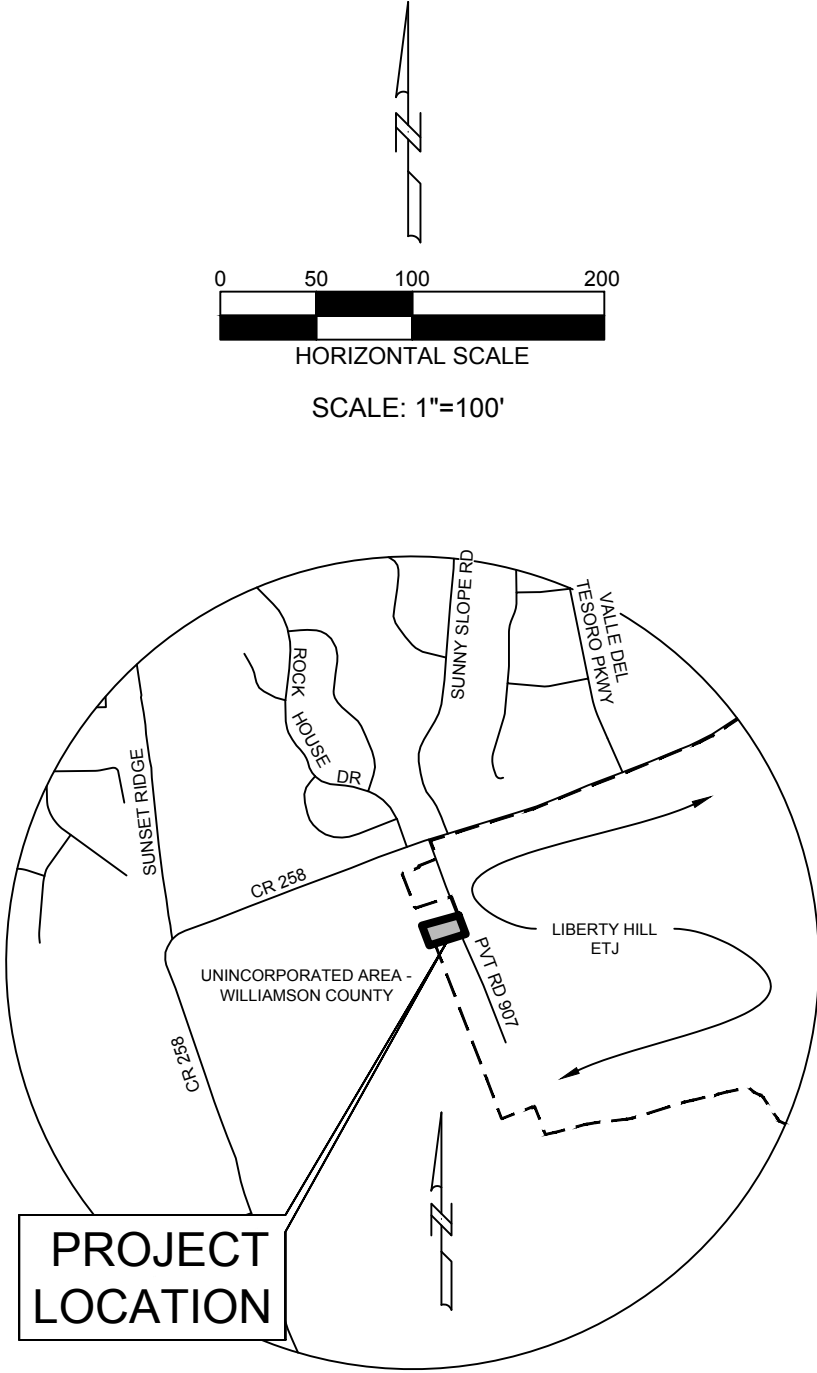 N
0 50 100 200
HORIZONTAL SCALE
SCALE: 1"=100'
SUNNY SLOPE RD
VALLE DEL
TESORO PKWY
ROCK
HOUSE
DR
SUNSET RIDGE
CR 258
LIBERTY HILL
ETJ
PVT RD 907
UNINCORPORATED AREA -
WILLIAMSON COUNTY
CR 258
N
PROJECT
LOCATION